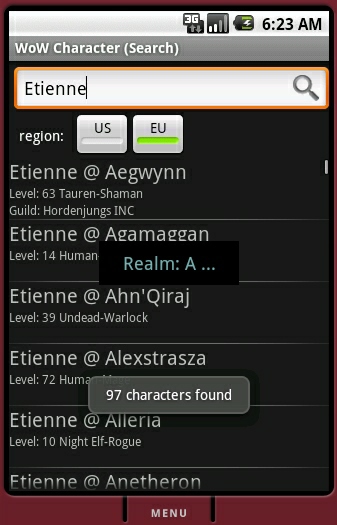 3G 6:23 AM
WoW Character (Search)
Etienne
region: US EU
Etienne @ Aegwynn
Level: 63 Tauren-Shaman
Guild: Hordenjungs INC
Etienne @ Agamaggan
Level: 14 Human-
Realm: A ...
Etienne @ Ahn'Qiraj
Level: 39 Undead-Warlock
Etienne @ Alexstrasza
Level: 72 Human
97 characters found
Etienne @ Alleria
Level: 10 Night Elf-Rogue
Etienne @ Anetheron
MENU